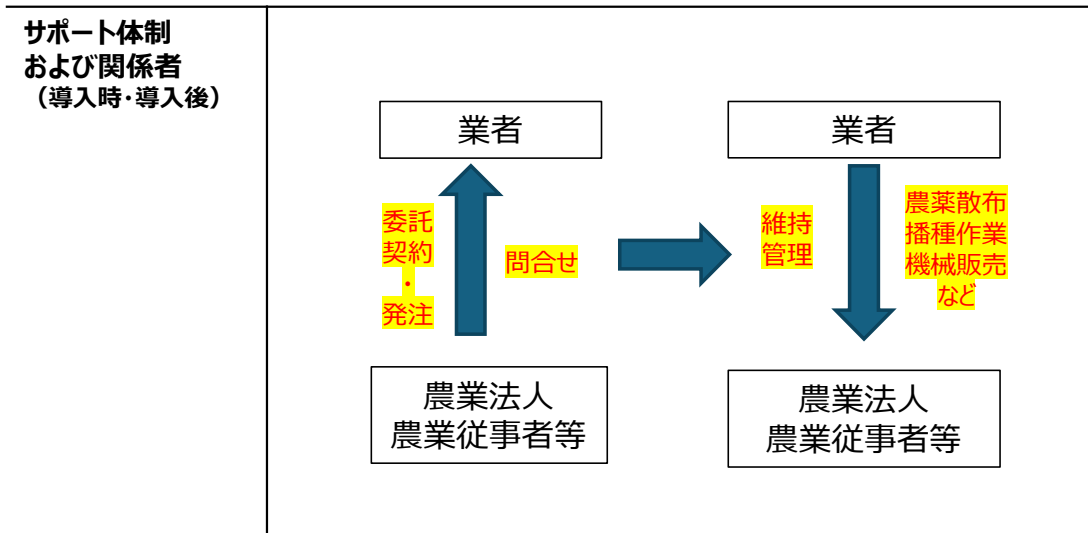 サポート体制
および関係者
（導入時・導入後）
業者
委託
契約
・
発注
問合せ
農業法人
農業従事者等
業者
維持
管理
農薬散布
播種作業
機械販売
など
農業法人
農業従事者等